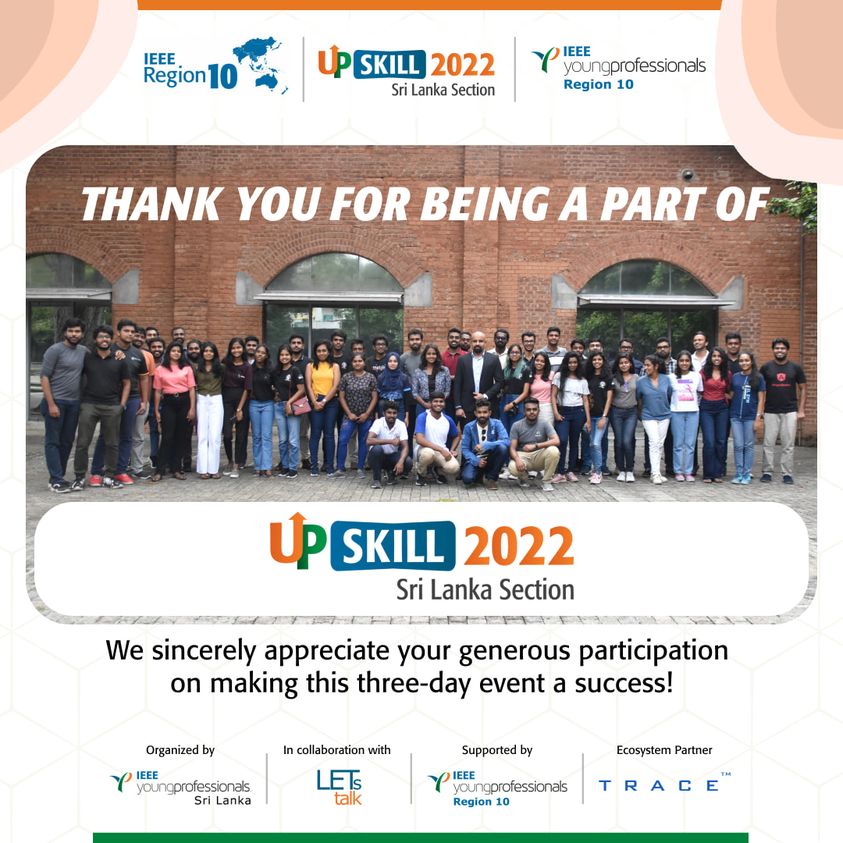 IEEE
Region 10
UPSKILL 2022
Sri Lanka Section
IEEE
youngprofessionals
Region 10
THANK YOU FOR BEING A PART OF
UPSKILL 2022
Sri Lanka Section
We sincerely appreciate your generous participation
on making this three-day event a success!
Organized by
IEEE
youngprofessionals
Sri Lanka
In collaboration with
LETs
talk
Supported by
IEEE
youngprofessionals
Region 10
Ecosystem Partner
TRACE™